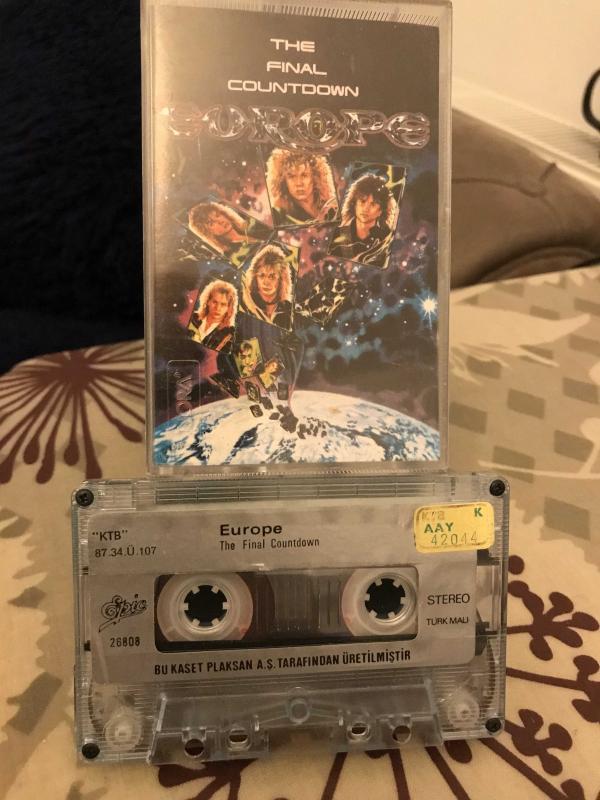 THE
FINAL
COUNTDOWN
EUROPE
"KTB"
87.34.Ü.107
Europe
The Final Countdown
KTB K
AAY
42044
Epic
26808
STEREO
TÜRK MALI
BU KASET PLAKSAN A.Ş. TARAFINDAN ÜRETİLMİŞTİR